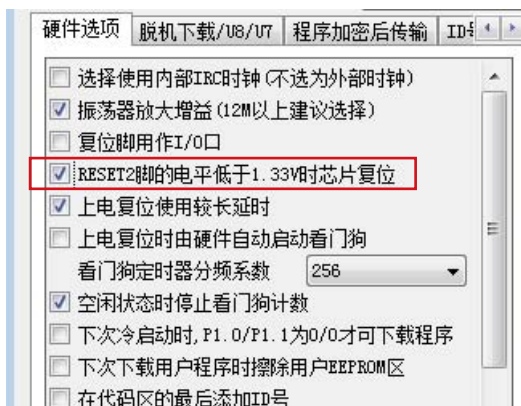 硬件选项 脱机下载/U8/U7 程序加密后传输
选择使用内部IRC时钟(不选为外部时钟)
振荡器放大增益(12M以上建议选择)
复位脚用作I/O口
RESET2脚的电平低于1.33V时芯片复位
上电复位使用较长延时
上电复位时由硬件自动启动看门狗
看门狗定时器分频系数 256
空闲状态时停止看门狗计数
下次冷启动时,P1.0/P1.1为0/0才可下载程序
下次下载用户程序时擦除用户EEPROM区
在代码区的最后添加ID号